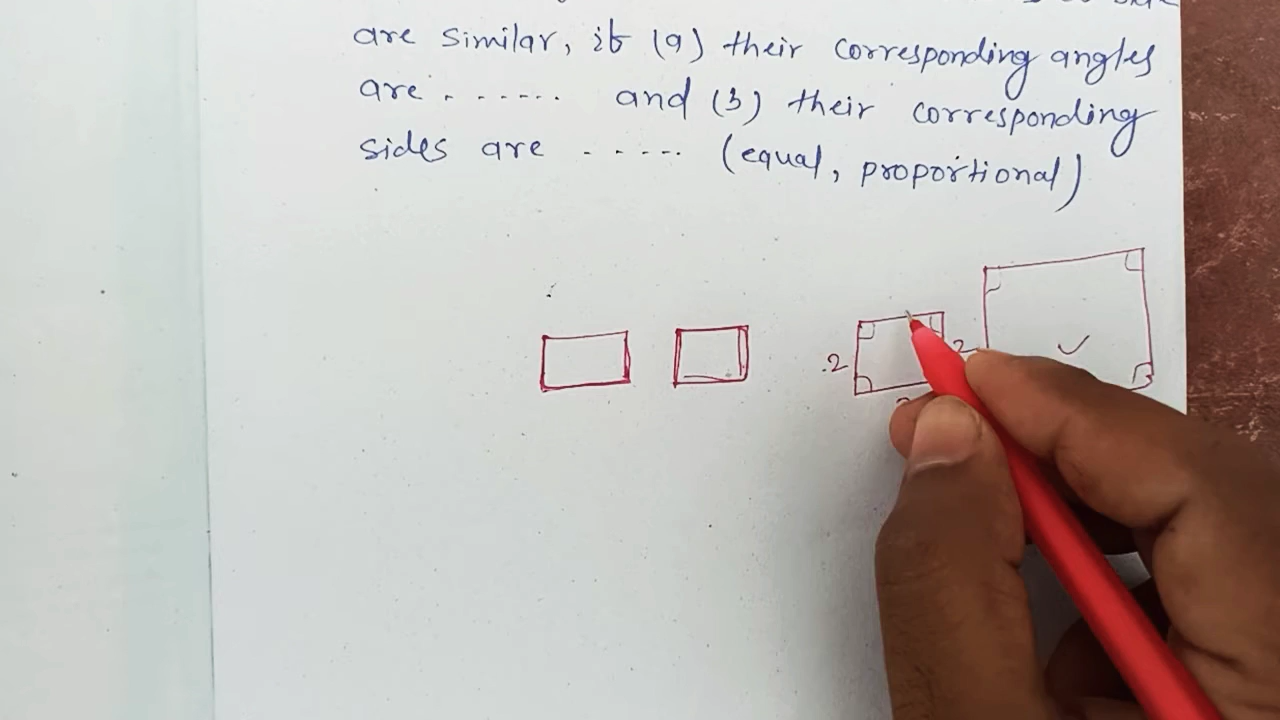 are similar, if (a) their corresponding angles
are ....... and (b) their corresponding
sides are ..... (equal, proportional)
.2
2